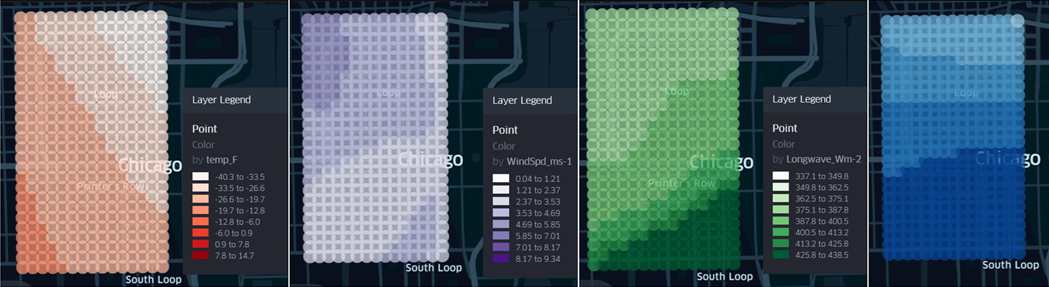 Loop
Chicago
Printer's Row
South Loop
Layer Legend
Point
Color
by temp_F
-40.3 to -33.5
-33.5 to -26.6
-26.6 to -19.7
-19.7 to -12.8
-12.8 to -6.0
-6.0 to 0.9
0.9 to 7.8
7.8 to 14.7
Loop
Chicago
South Loop
Layer Legend
Point
Color
by WindSpd_ms-1
0.04 to 1.21
1.21 to 2.37
2.37 to 3.53
3.53 to 4.69
4.69 to 5.85
5.85 to 7.01
7.01 to 8.17
8.17 to 9.34
Loop
Chicago
Printer's Row
South Loop
Layer Legend
Point
Color
by Longwave_Wm-2
337.1 to 349.8
349.8 to 362.5
362.5 to 375.1
375.1 to 387.8
387.8 to 400.5
400.5 to 413.2
413.2 to 425.8
425.8 to 438.5
Loop
Chicago
South Loop